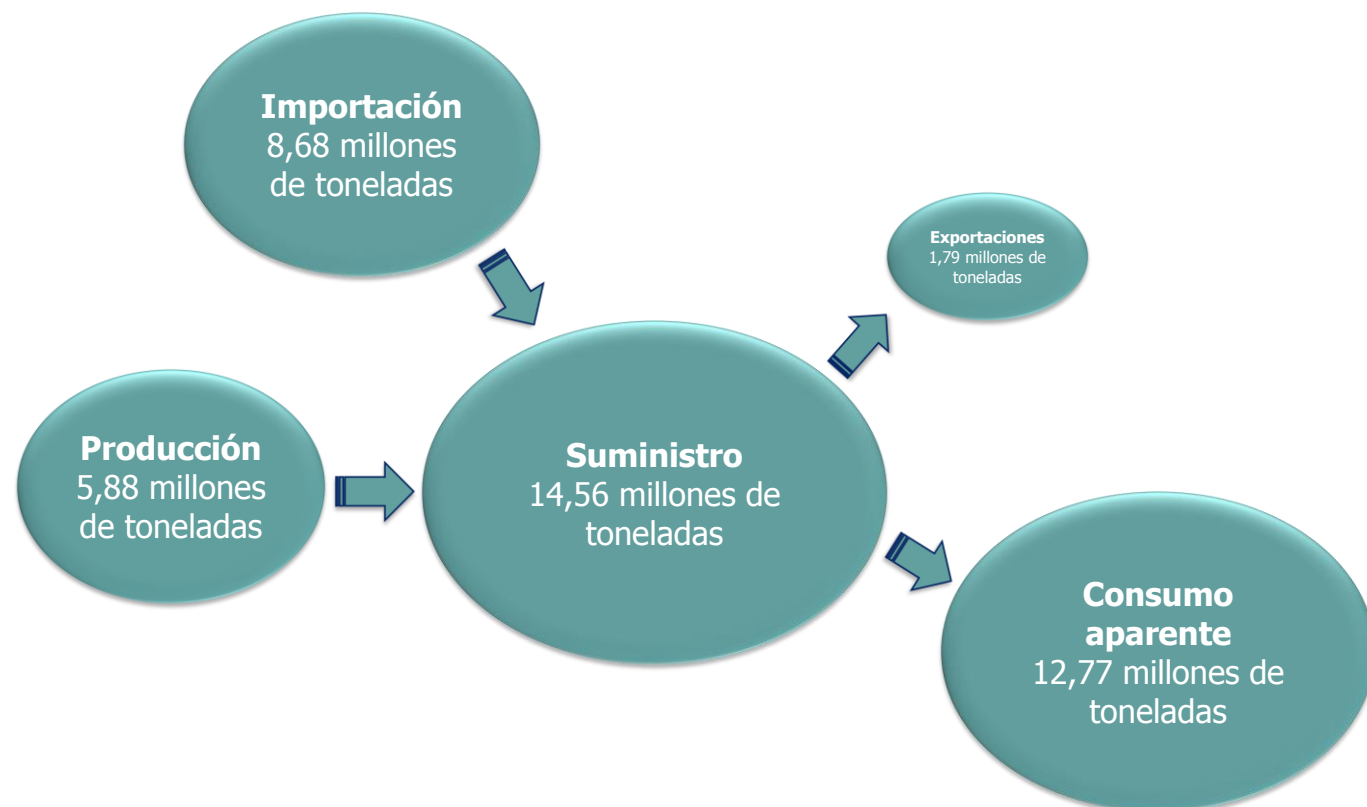 Importación
8,68 millones
de toneladas
Exportaciones
1,79 millones de
toneladas
Producción
5,88 millones
de toneladas
Suministro
14,56 millones de
toneladas
Consumo
aparente
12,77 millones de
toneladas